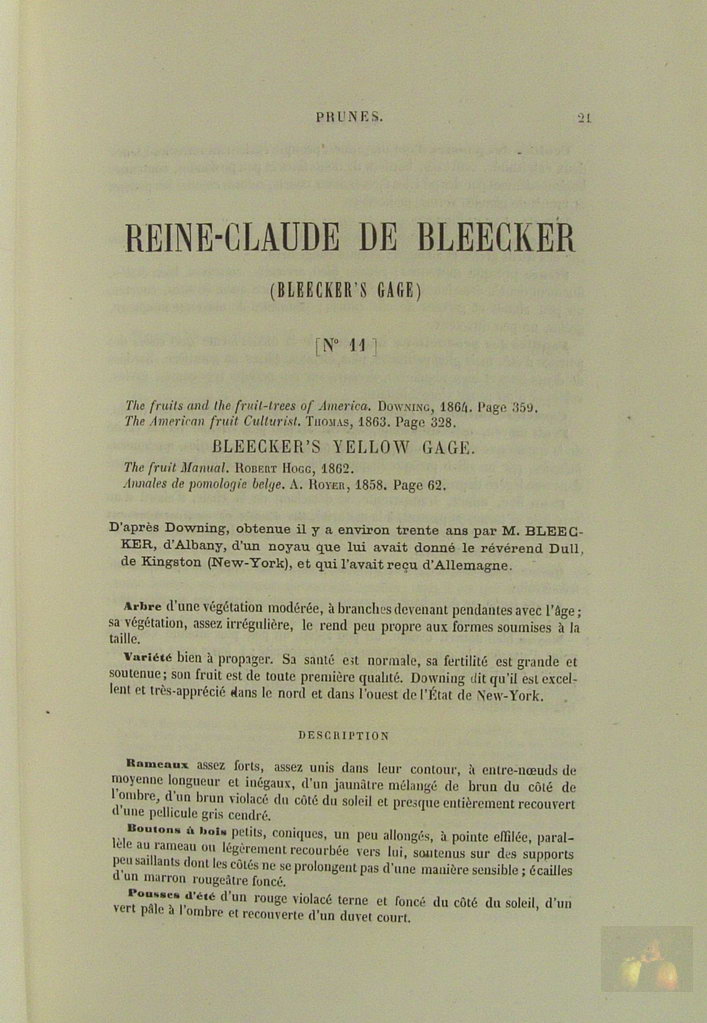 PRUNES. 21
REINE-CLAUDE DE BLEECKER
(BLEECKER'S GAGE)
[N° 11]
The fruits and the fruit-trees of America. DOWNING, 1864. Page 359.
The American fruit Culturist. THOMAS, 1863. Page 328.
BLEECKER'S YELLOW GAGE.
The fruit Manual. ROBERT HOGG, 1862.
Annales de pomologie belge. A. ROYER, 1858. Page 62.
D'après Downing, obtenue il y a environ trente ans par M. BLEEC-
KER, d'Albany, d'un noyau que lui avait donné le révérend Dull,
de Kingston (New-York), et qui l'avait reçu d'Allemagne.
Arbre d'une végétation modérée, à branches devenant pendantes avec l'âge;
sa végétation, assez irrégulière, le rend peu propre aux formes soumises à la
taille.
Variété bien à propager. Sa santé est normale, sa fertilité est grande et
soutenue; son fruit est de toute première qualité. Downing dit qu'il est excel-
lent et très-apprécié dans le nord et dans l'ouest de l'État de New-York.
DESCRIPTION
Rameaux assez forts, assez unis dans leur contour, à entre-nœuds de
moyenne longueur et inégaux, d'un jaunâtre mélangé de brun du côté de
l'ombre, d'un brun violacé du côté du soleil et presque entièrement recouvert
d'une pellicule gris cendré.
Boutons à bois petits, coniques, un peu allongés, à pointe effilée, paral-
lèle au rameau ou légèrement recourbée vers lui, soutenus sur des supports
peu saillants dont les côtés ne se prolongent pas d'une manière sensible; écailles
d'un marron rougeâtre foncé.
Pousses d'été d'un rouge violacé terne et foncé du côté du soleil, d'un
vert pâle à l'ombre et recouverte d'un duvet court.